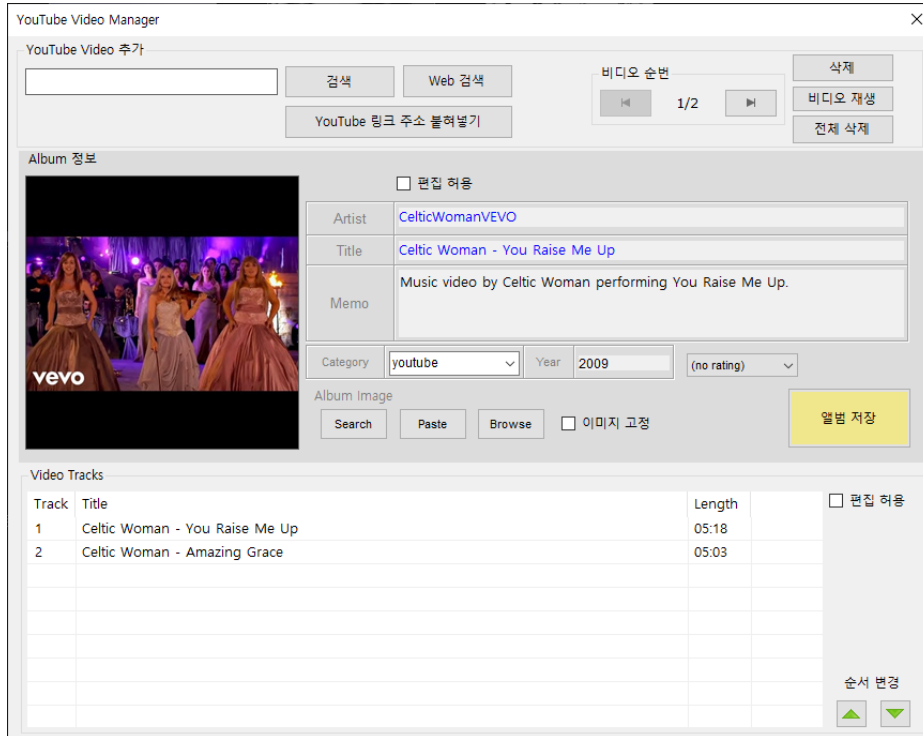 YouTube Video Manager
YouTube Video 추가
검색
Web 검색
YouTube 링크 주소 붙혀넣기
비디오 순번
1/2
삭제
비디오 재생
전체 삭제
Album 정보
편집 허용
Artist CelticWomanVEVO
Title Celtic Woman - You Raise Me Up
Memo Music video by Celtic Woman performing You Raise Me Up.
vevo
Category youtube Year 2009 (no rating)
Album Image
Search Paste Browse 이미지 고정
앨범 저장
Video Tracks
Track Title Length
편집 허용
1 Celtic Woman - You Raise Me Up 05:18
2 Celtic Woman - Amazing Grace 05:03
순서 변경